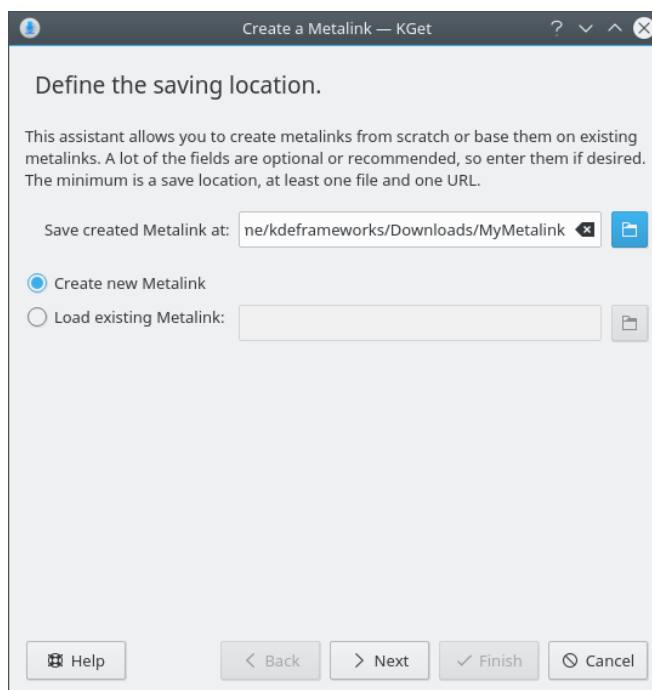 Create a Metalink — KGet
Define the saving location.
This assistant allows you to create metalinks from scratch or base them on existing
metalinks. A lot of the fields are optional or recommended, so enter them if desired.
The minimum is a save location, at least one file and one URL.
Save created Metalink at: ne/kdeframeworks/Downloads/MyMetalink
Create new Metalink
Load existing Metalink:
Help Back Next Finish Cancel